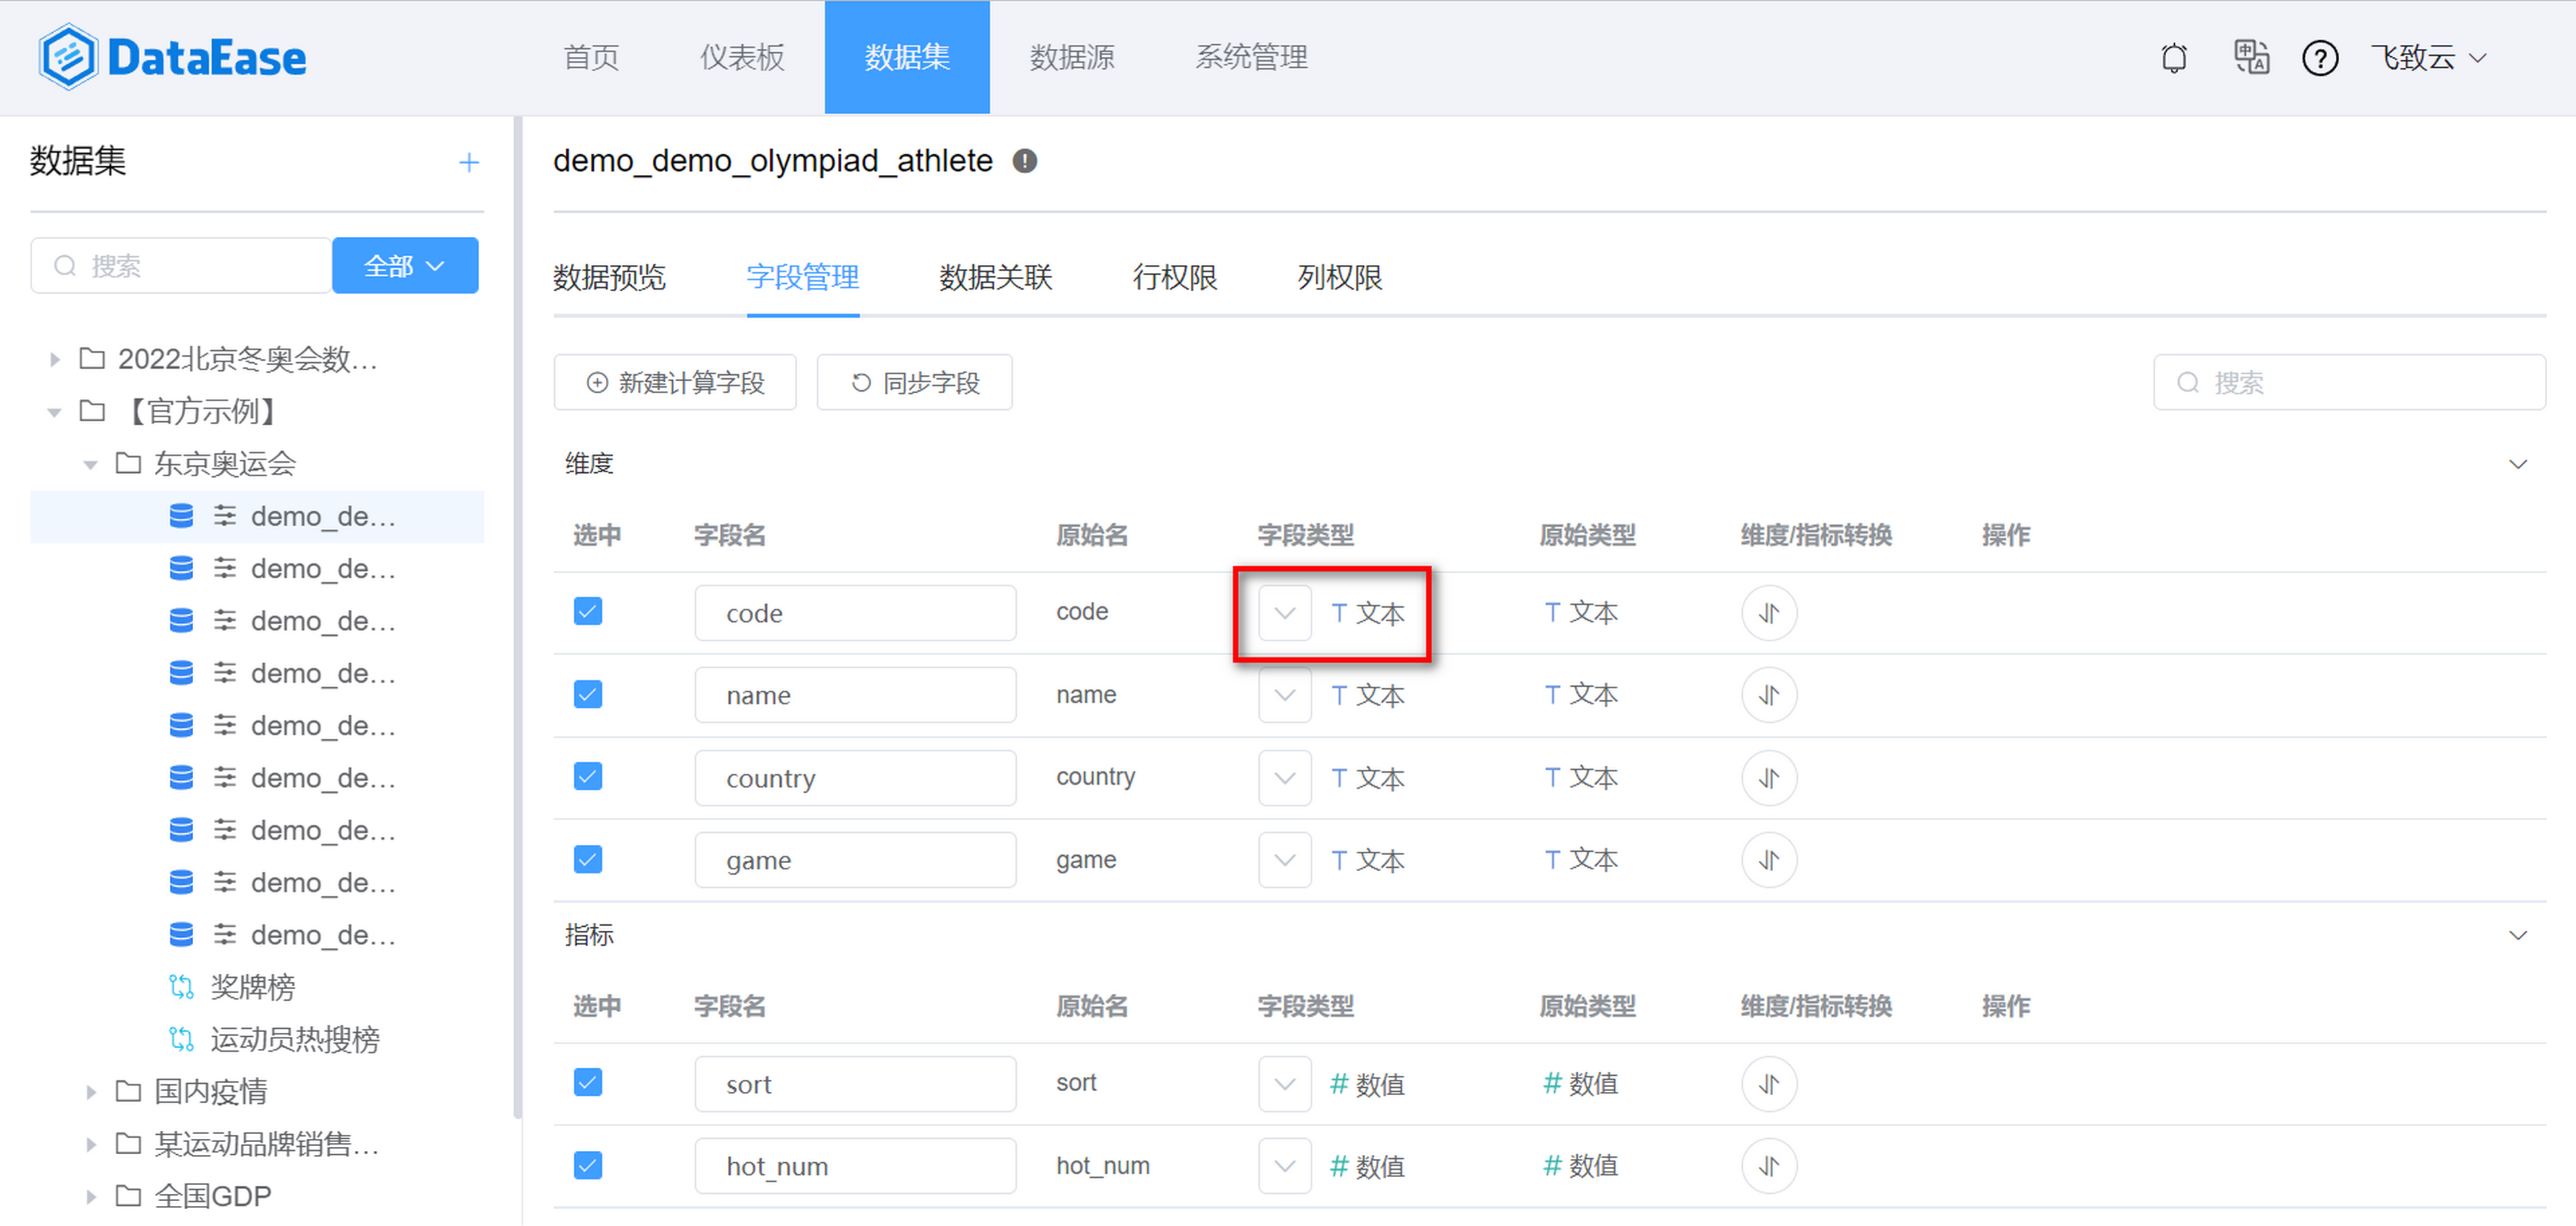 DataEase
首页 仪表板 数据集 数据源 系统管理 飞致云
数据集
搜索 全部
2022北京冬奥会数...
【官方示例】
东京奥运会
demo_de...
demo_de...
demo_de...
demo_de...
demo_de...
demo_de...
demo_de...
demo_de...
demo_de...
奖牌榜
运动员热搜榜
国内疫情
某运动品牌销售...
全国GDP
demo_demo_olympiad_athlete
数据预览 字段管理 数据关联 行权限 列权限
新建计算字段 同步字段 搜索
维度
选中 字段名 原始名 字段类型 原始类型 维度/指标转换 操作
code code T 文本 T 文本
name name T 文本 T 文本
country country T 文本 T 文本
game game T 文本 T 文本
指标
选中 字段名 原始名 字段类型 原始类型 维度/指标转换 操作
sort sort # 数值 # 数值
hot_num hot_num # 数值 # 数值